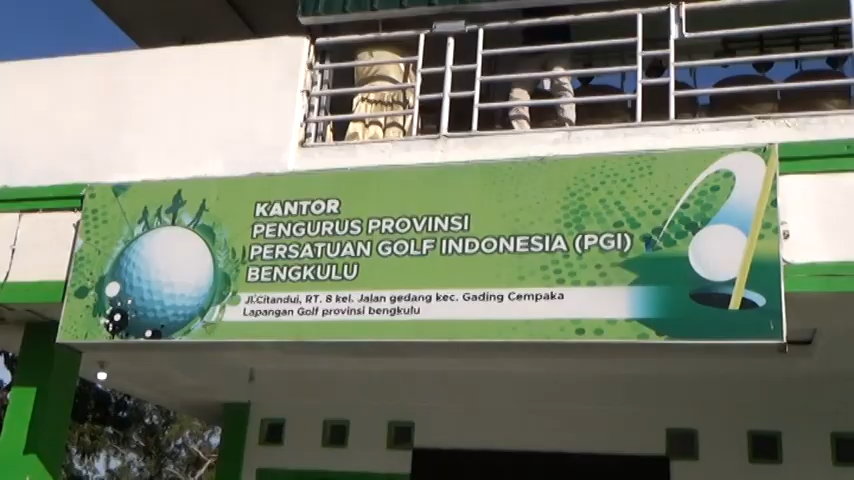 KANTOR
PENGURUS PROVINSI
PERSATUAN GOLF INDONESIA (PGI)
BENGKULU
Jl.Citandui, RT. 8 kel. Jalan gedang kec. Gading Cempaka
Lapangan Golf provinsi bengkulu